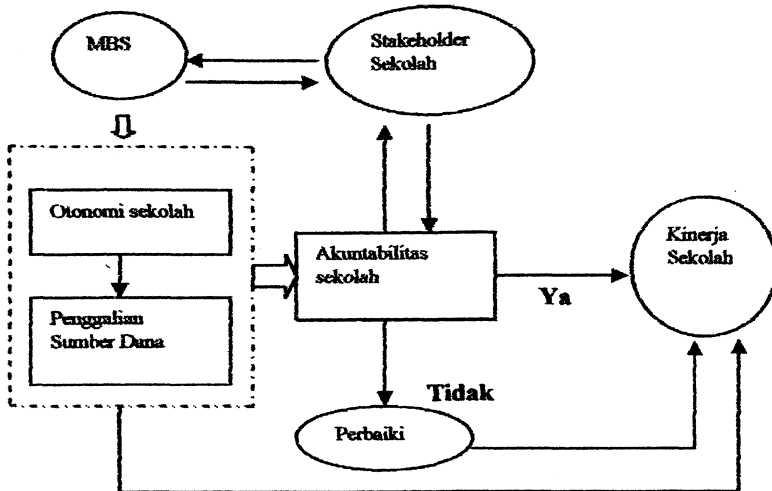 MBS
Stakeholder
Sekolah
Otonomi sekolah
Penggalian
Sumber Dana
Akuntabilitas
sekolah
Ya
Kinerja
Sekolah
Tidak
Perbaiki